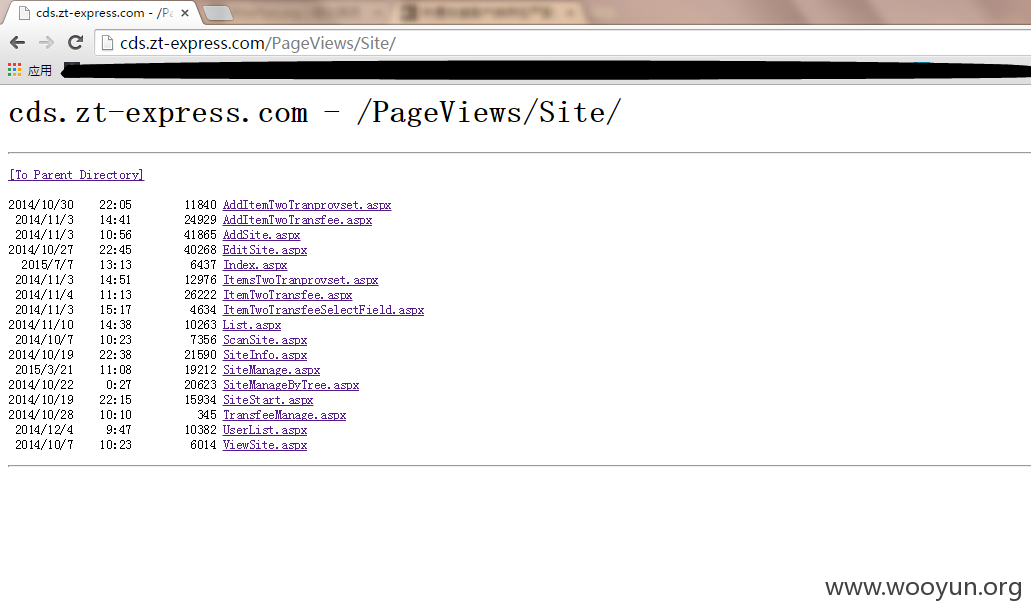 cds.zt-express.com - /Pa
cds.zt-express.com/PageViews/Site/
应用
cds.zt-express.com - /PageViews/Site/
[To Parent Directory]
2014/10/30 22:05 11840 AddItemTwoTranprovset.aspx
2014/11/3 14:41 24929 AddItemTwoTransfee.aspx
2014/11/3 10:56 41865 AddSite.aspx
2014/10/27 22:45 40268 EditSite.aspx
2015/7/7 13:13 6437 Index.aspx
2014/11/3 14:51 12976 ItemsTwoTranprovset.aspx
2014/11/4 11:13 26222 ItemTwoTransfee.aspx
2014/11/3 15:17 4634 ItemTwoTransfeeSelectField.aspx
2014/11/10 14:38 10263 List.aspx
2014/10/7 10:23 7356 ScanSite.aspx
2014/10/19 22:38 21590 SiteInfo.aspx
2015/3/21 11:08 19212 SiteManage.aspx
2014/10/22 0:27 20623 SiteManageByTree.aspx
2014/10/19 22:15 15934 SiteStart.aspx
2014/10/28 10:10 345 TransfeeManage.aspx
2014/12/4 9:47 10382 UserList.aspx
2014/10/7 10:23 6014 ViewSite.aspx
www.wooyun.org